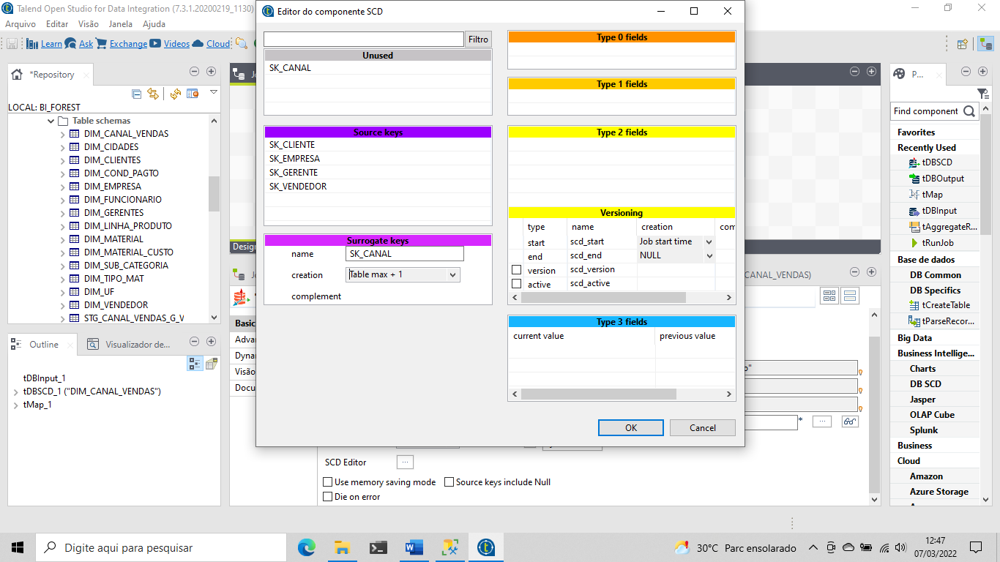 Talend Open Studio for Data Integration (7.3.1.20200219_1130)
Arquivo Editar Visão Janela Ajuda
Learn Ask Exchange Videos Cloud
*Repository
LOCAL: BI_FOREST
Table schemas
DIM_CANAL_VENDAS
DIM_CIDADES
DIM_CLIENTES
DIM_COND_PAGTO
DIM_EMPRESA
DIM_FUNCIONARIO
DIM_GERENTES
DIM_LINHA_PRODUTO
DIM_MATERIAL
DIM_MATERIAL_CUSTO
DIM_SUB_CATEGORIA
DIM_TIPO_MAT
DIM_UF
DIM_VENDEDOR
STG_CANAL_VENDAS_G_V
Outline
Visualizador de...
tDBInput_1
tDBSCD_1 ("DIM_CANAL_VENDAS")
tMap_1
Editor do componente SCD
Filtro
Unused
SK_CANAL
Source keys
SK_CLIENTE
SK_EMPRESA
SK_GERENTE
SK_VENDEDOR
Surrogate keys
name SK_CANAL
creation Table max + 1
complement
Type 0 fields
Type 1 fields
Type 2 fields
Versioning
type name creation com
start scd_start Job start time
end scd_end NULL
version scd_version
active scd_active
Type 3 fields
current value previous value
OK Cancel
Design
CANAL_VENDAS)
Basic
Advan
Dynar
Visão
Docu
SCD Editor ...
Use memory saving mode Source keys include Null
Die on error
P...
Find component
Favorites
Recently Used
tDBSCD
tDBOutput
tMap
tDBInput
tAggregateR...
tRunJob
Base de dados
DB Common
DB Specifics
tCreateTable
tParseRecor...
Big Data
Business Intellige...
Charts
DB SCD
Jasper
OLAP Cube
Splunk
Business
Cloud
Amazon
Azure Storage
Digite aqui para pesquisar
30°C Parc ensolarado
12:47
07/03/2022